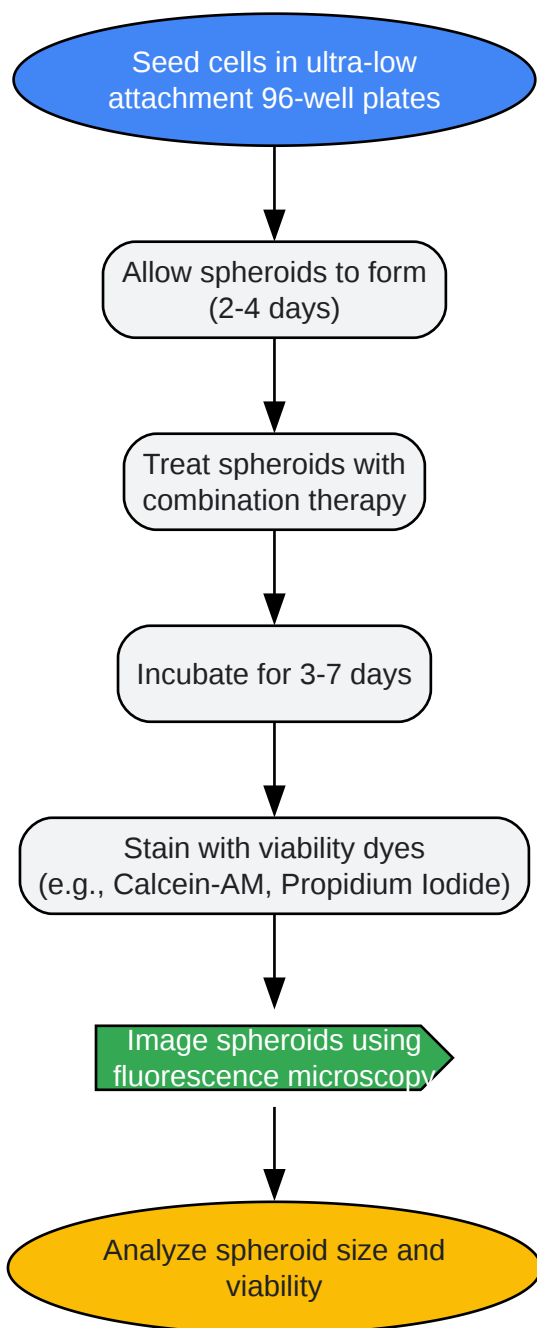 Seed cells in ultra-low
attachment 96-well plates
Allow spheroids to form
(2-4 days)
Treat spheroids with
combination therapy
Incubate for 3-7 days
Stain with viability dyes
(e.g., Calcein-AM, Propidium Iodide)
Image spheroids using
fluorescence microscopy
Analyze spheroid size and
viability